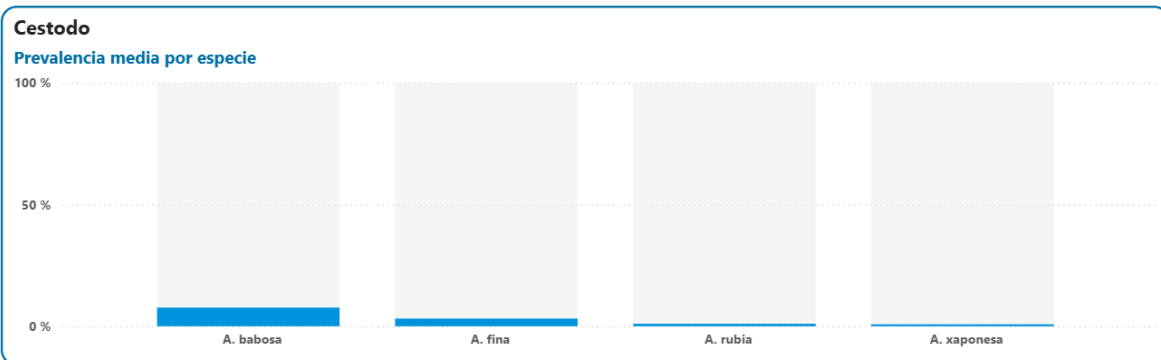 Cestodo
Prevalencia media por especie
100 %
50 %
0 %
A. babosa A. fina A. rubia A. xaponesa